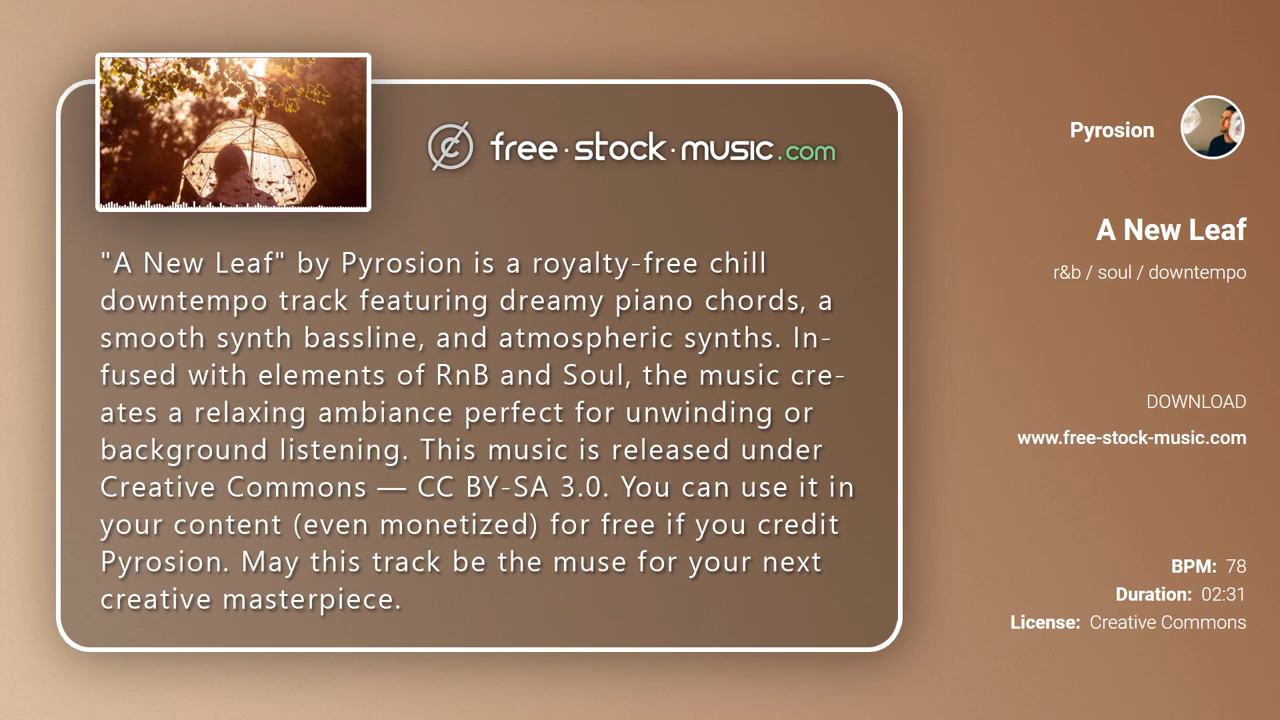 free·stock·music.com
"A New Leaf" by Pyrosion is a royalty-free chill
downtempo track featuring dreamy piano chords, a
smooth synth bassline, and atmospheric synths. In-
fused with elements of RnB and Soul, the music cre-
ates a relaxing ambiance perfect for unwinding or
background listening. This music is released under
Creative Commons — CC BY-SA 3.0. You can use it in
your content (even monetized) for free if you credit
Pyrosion. May this track be the muse for your next
creative masterpiece.
Pyrosion
A New Leaf
r&b / soul / downtempo
DOWNLOAD
www.free-stock-music.com
BPM: 78
Duration: 02:31
License: Creative Commons